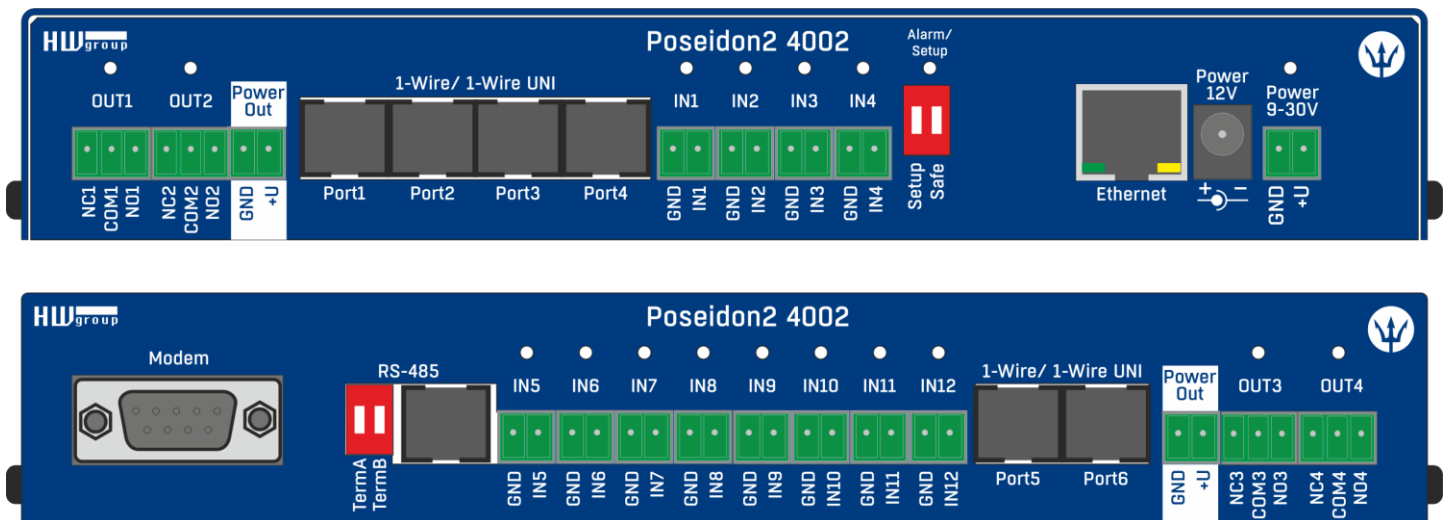 HW group
Poseidon2 4002
Alarm/
Setup
OUT1 OUT2 Power
Out
1-Wire/ 1-Wire UNI
IN1 IN2 IN3 IN4
Power
12V
Power
9-30V
NC1 COM1 NO1 NC2 COM2 NO2 GND +U
Port1 Port2 Port3 Port4
GND IN1 GND IN2 GND IN3 GND IN4
Setup Safe
Ethernet
+ -
GND +U
HW group
Poseidon2 4002
Modem
RS-485
IN5 IN6 IN7 IN8 IN9 IN10 IN11 IN12
1-Wire/ 1-Wire UNI
Power
Out
OUT3 OUT4
TermA TermB
GND IN5 GND IN6 GND IN7 GND IN8 GND IN9 GND IN10 GND IN11 GND IN12
Port5 Port6
GND +U NC3 COM3 NO3 NC4 COM4 NO4